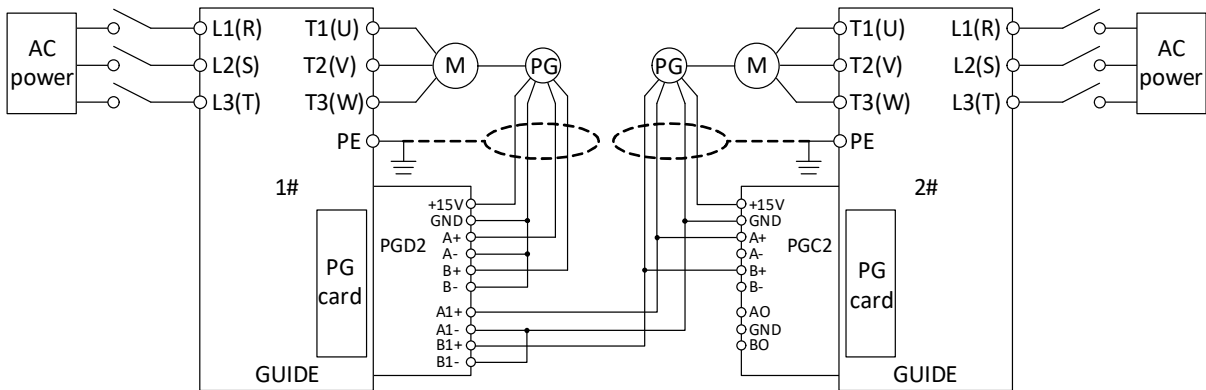 AC power
L1(R)
L2(S)
L3(T)
T1(U)
T2(V)
T3(W)
PE
M
PG
1#
PG card
GUIDE
PGD2
+15V
GND
A+
A-
B+
B-
A1+
A1-
B1+
B1-
PG
M
T1(U)
T2(V)
T3(W)
PE
L1(R)
L2(S)
L3(T)
AC power
2#
PGC2
+15V
GND
A+
A-
B+
B-
AO
GND
BO
PG card
GUIDE